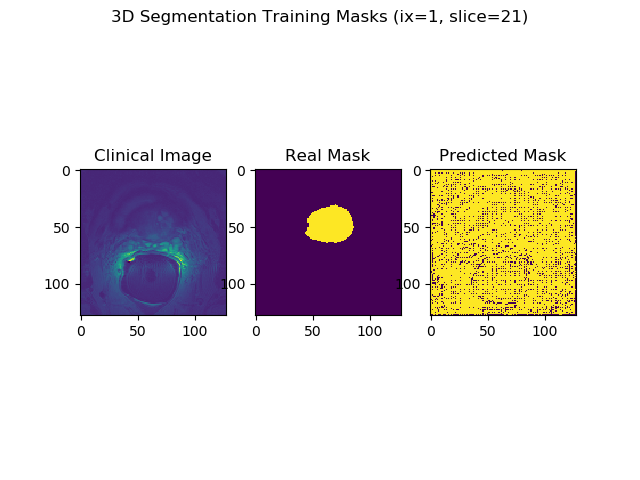 3D Segmentation Training Masks (ix=1, slice=21)
Clinical Image Real Mask Predicted Mask
0 0 0
50 50 50
100 100 100
0 50 100 0 50 100 0 50 100